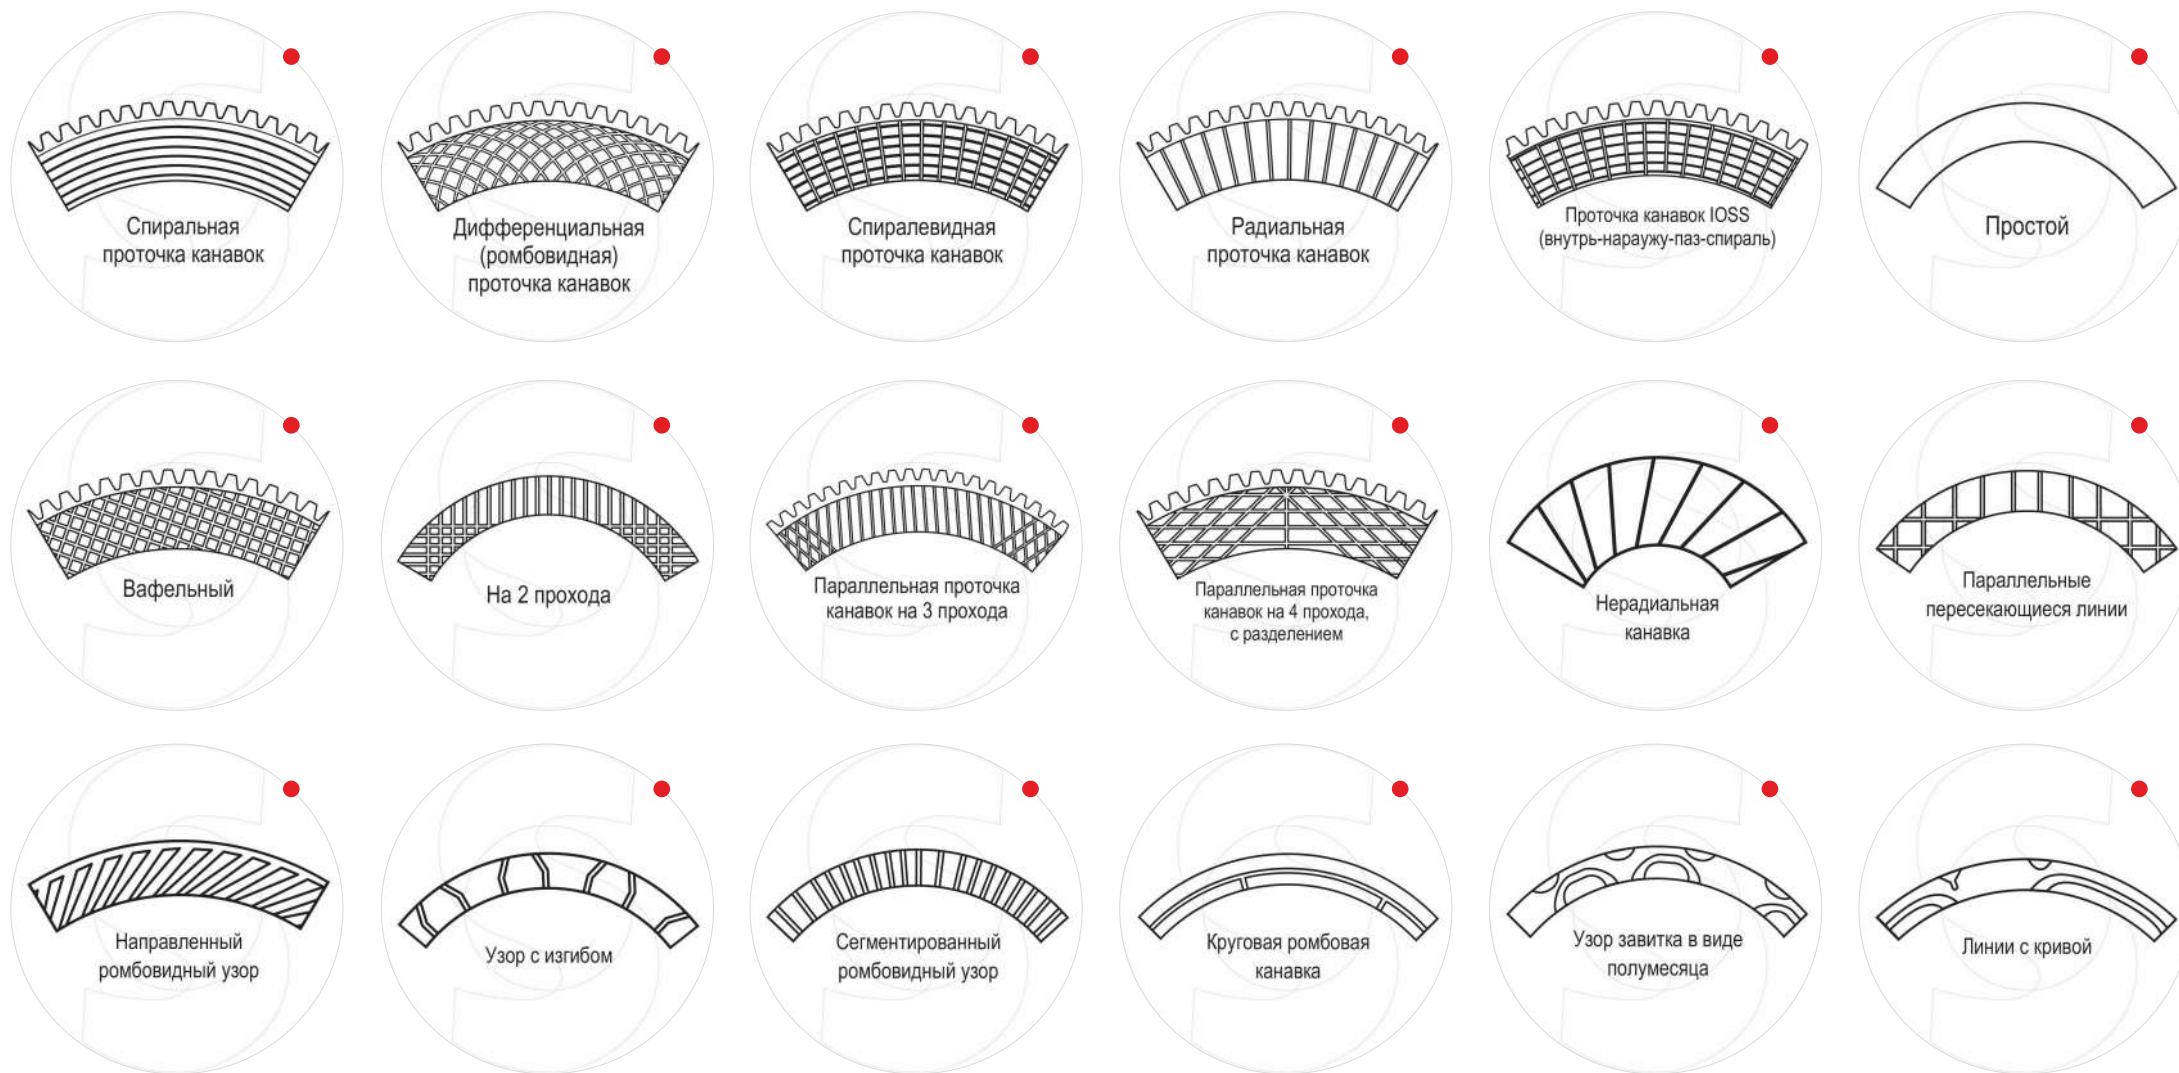 Спиральная
проточка канавок
Дифференциальная
(ромбовидная)
проточка канавок
Спиралевидная
проточка канавок
Радиальная
проточка канавок
Проточка канавок IOSS
(внутрь-нараужу-паз-спираль)
Простой
Вафельный
На 2 прохода
Параллельная проточка
канавок на 3 прохода
Параллельная проточка
канавок на 4 прохода,
с разделением
Нерадиальная
канавка
Параллельные
пересекающиеся линии
Направленный
ромбовидный узор
Узор с изгибом
Сегментированный
ромбовидный узор
Круговая ромбовая
канавка
Узор завитка в виде
полумесяца
Линии с кривой